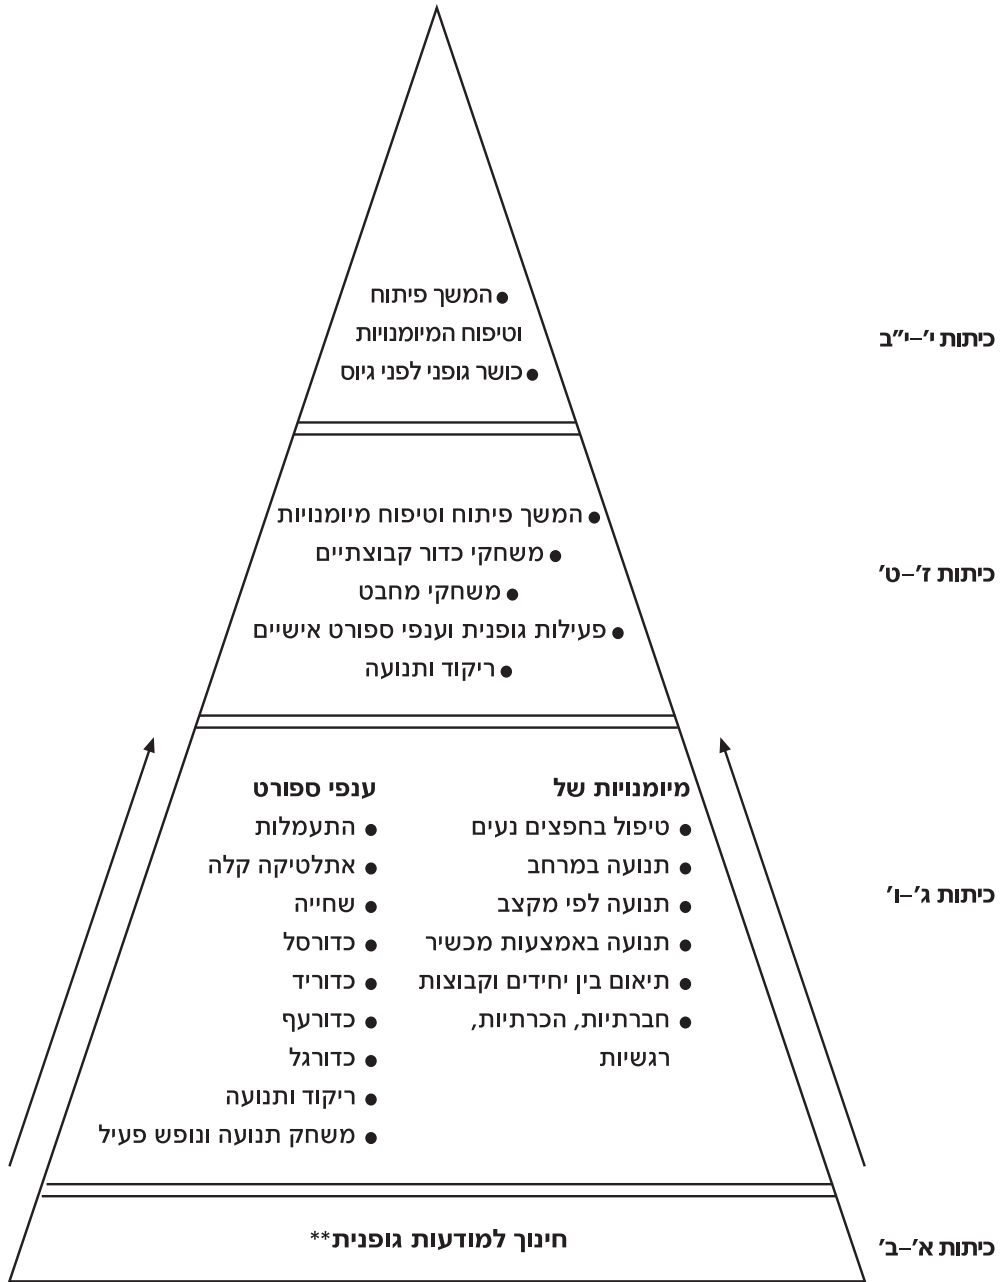 כיתות י'–י"ב
● המשך פיתוח
וטיפוח המיומנויות
● כושר גופני לפני גיוס
כיתות ז'–ט'
● המשך פיתוח וטיפוח מיומנויות
● משחקי כדור קבוצתיים
● משחקי מחבט
● פעילות גופנית וענפי ספורט אישיים
● ריקוד ותנועה
כיתות ג'–ו'
מיומנויות של
● טיפול בחפצים נעים
● תנועה במרחב
● תנועה לפי מקצב
● תנועה באמצעות מכשיר
● תיאום בין יחידים וקבוצות
● חברתיות, הכרתיות,
רגשיות
ענפי ספורט
● התעמלות
● אתלטיקה קלה
● שחייה
● כדורסל
● כדוריד
● כדורעף
● כדורגל
● ריקוד ותנועה
● משחק תנועה ונופש פעיל
כיתות א'–ב'
חינוך למודעות גופנית**